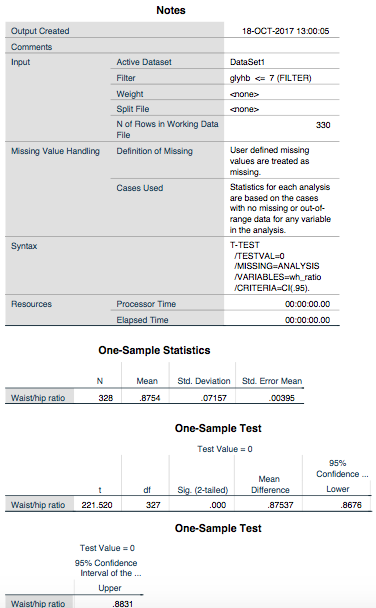 Notes
Output Created 18-OCT-2017 13:00:05
Comments
Input Active Dataset DataSet1
Filter glyhb <= 7 (FILTER)
Weight <none>
Split File <none>
N of Rows in Working Data 330
File
Missing Value Handling Definition of Missing User defined missing
values are treated as
missing.
Cases Used Statistics for each analysis
are based on the cases
with no missing or out-of-
range data for any variable
in the analysis.
Syntax T-TEST
/TESTVAL=0
/MISSING=ANALYSIS
/VARIABLES=wh_ratio
/CRITERIA=CI(.95).
Resources Processor Time 00:00:00.00
Elapsed Time 00:00:00.00
One-Sample Statistics
N Mean Std. Deviation Std. Error Mean
Waist/hip ratio 328 .8754 .07157 .00395
One-Sample Test
Test Value = 0
95%
Confidence ...
Mean
t df Sig. (2-tailed) Difference Lower
Waist/hip ratio 221.520 327 .000 .87537 .8676
One-Sample Test
Test Value = 0
95% Confidence
Interval of the ...
Upper
Waist/hip ratio .8831